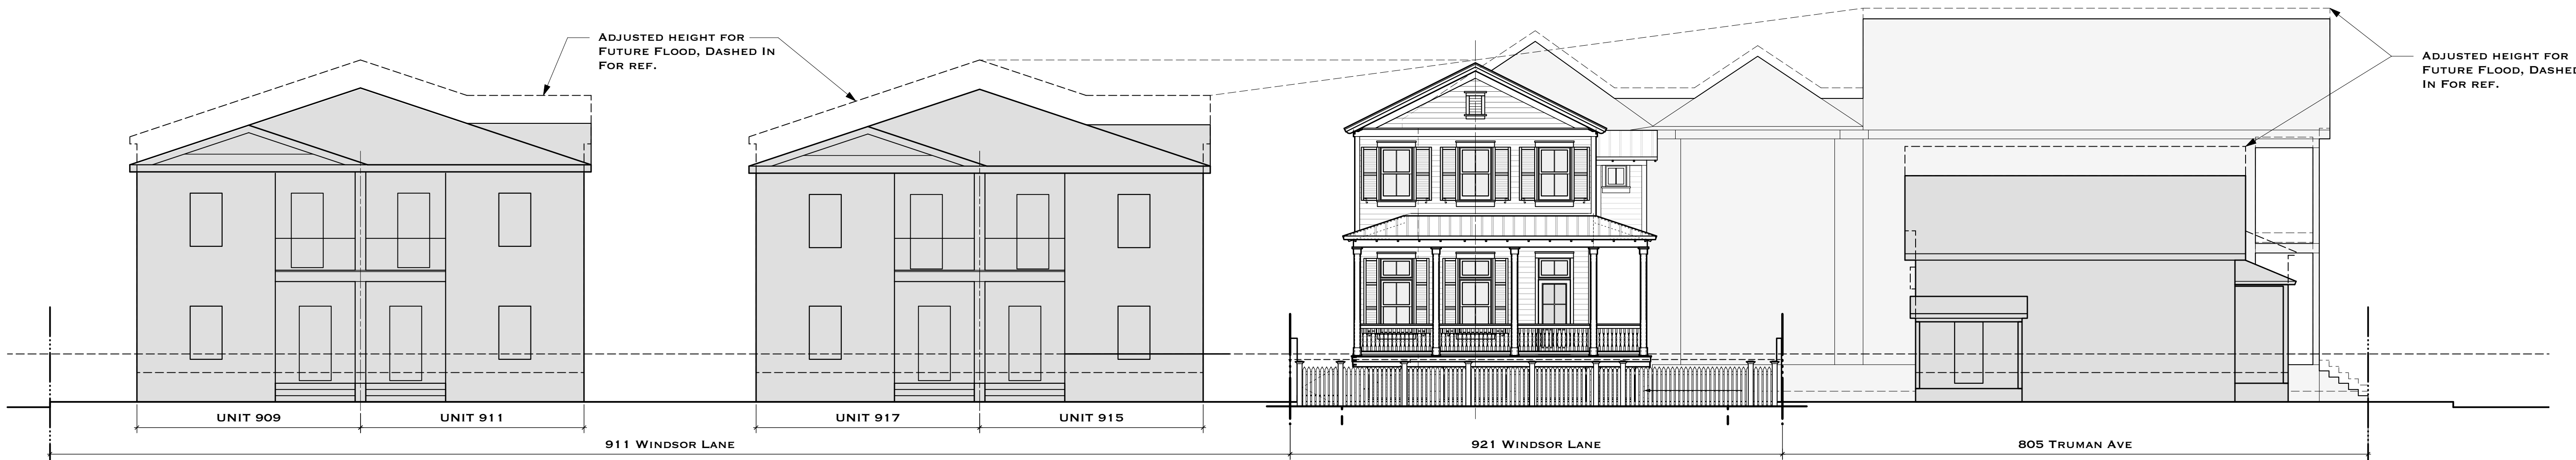 Adjusted height for
Future Flood, Dashed In
For ref.
Adjusted height for
Future Flood, Dashed
In For ref.
UNIT 909
UNIT 911
UNIT 917
UNIT 915
911 Windsor Lane
921 Windsor Lane
805 Truman Ave